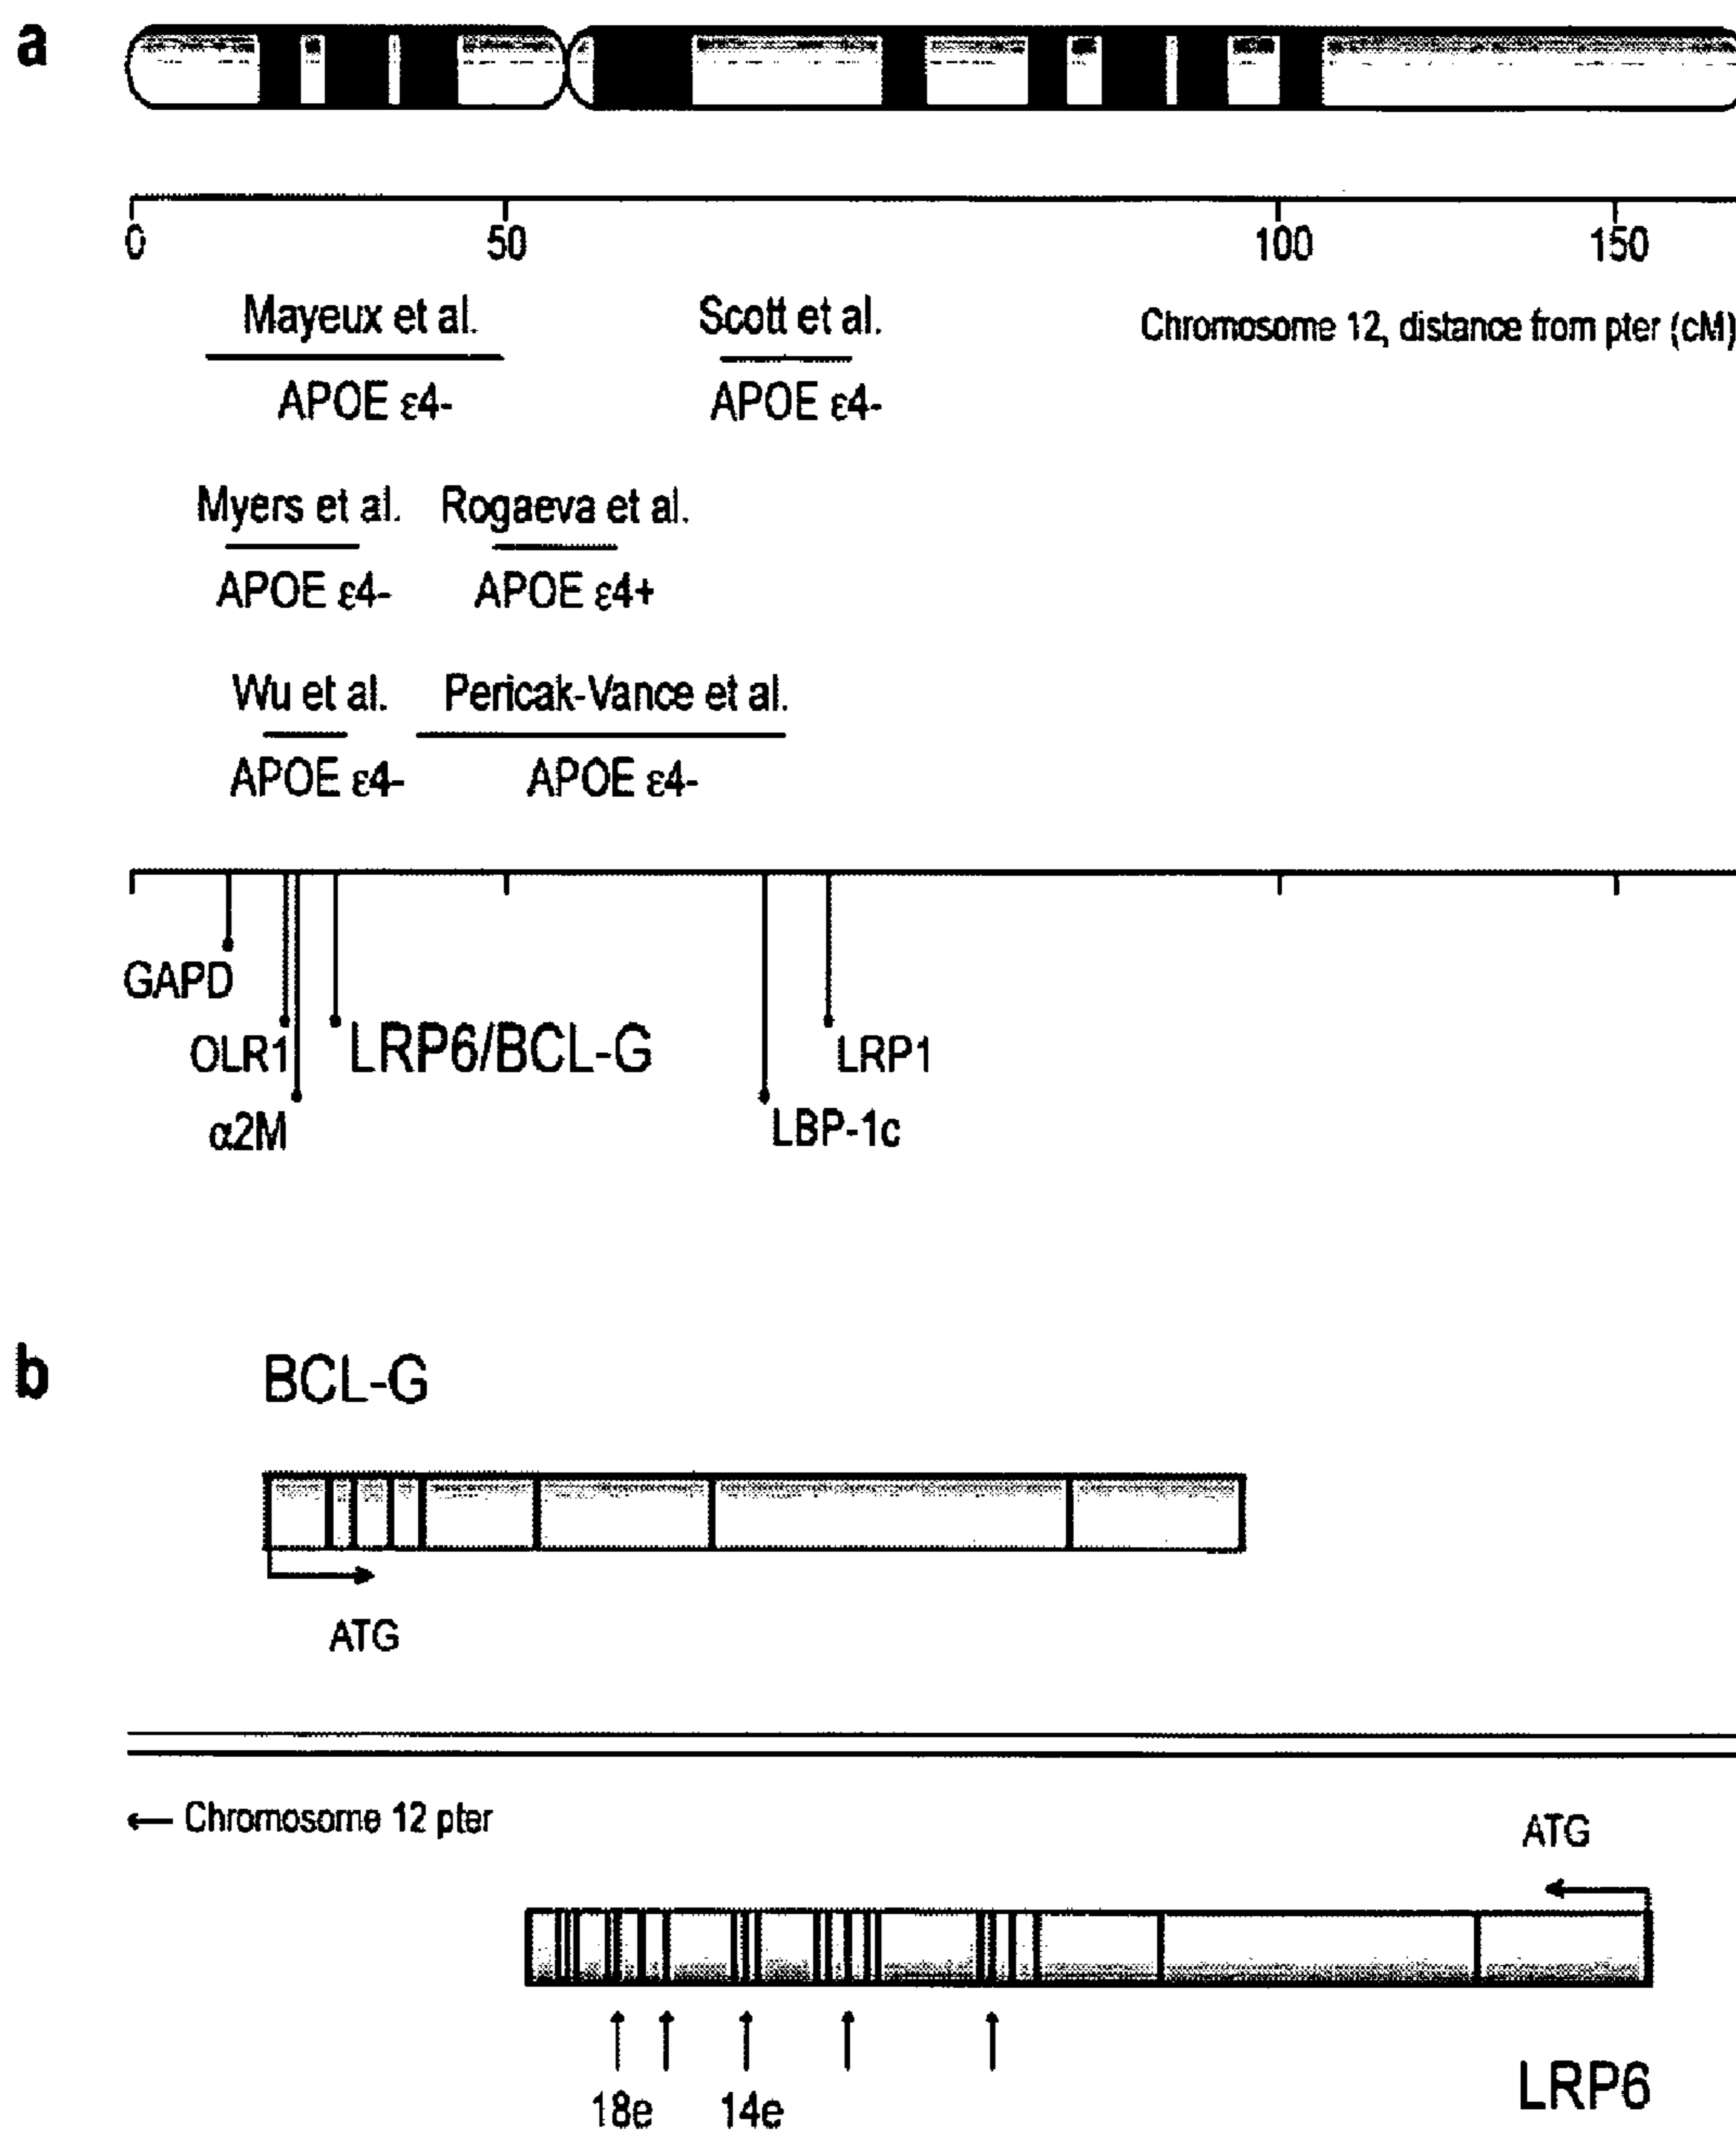 a
0 50 100 150
Mayeux et al. Scott et al. Chromosome 12, distance from pter (cM)
APOE ε4- APOE ε4-
Myers et al. Rogaeva et al.
APOE ε4- APOE ε4+
Wu et al. Pericak-Vance et al.
APOE ε4- APOE ε4-
GAPD
OLR1 LRP6/BCL-G LRP1
α2M LBP-1c
b BCL-G
ATG
← Chromosome 12 pter ATG
18e 14e LRP6